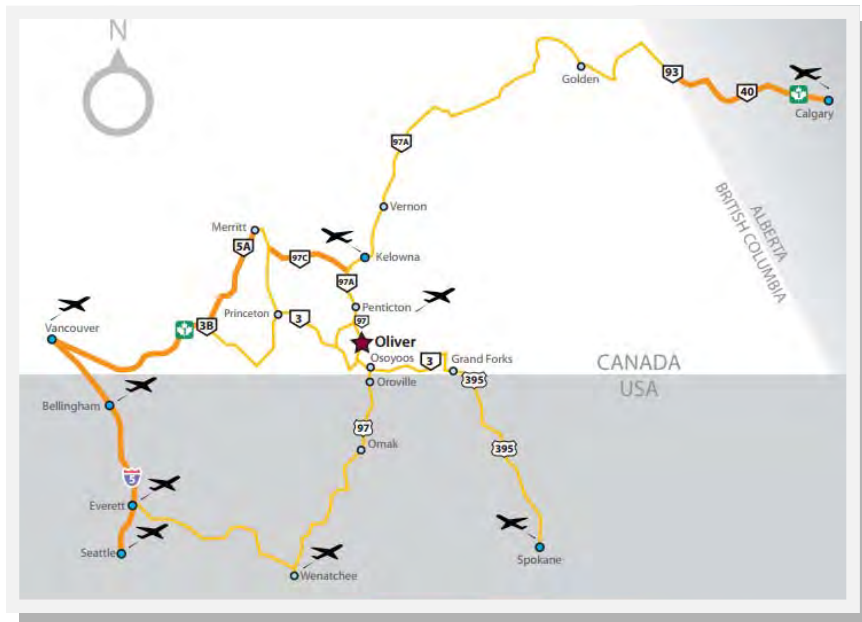 N
Golden
93
40
1
Calgary
97A
ALBERTA
BRITISH COLUMBIA
Vernon
Merritt
5A
97C
Kelowna
97A
Penticton
Princeton
3
97
3B
1
Vancouver
Oliver
Osoyoos
3
Grand Forks
CANADA
USA
Oroville
395
Bellingham
97
Omak
395
5
Everett
Seattle
Wenatchee
Spokane